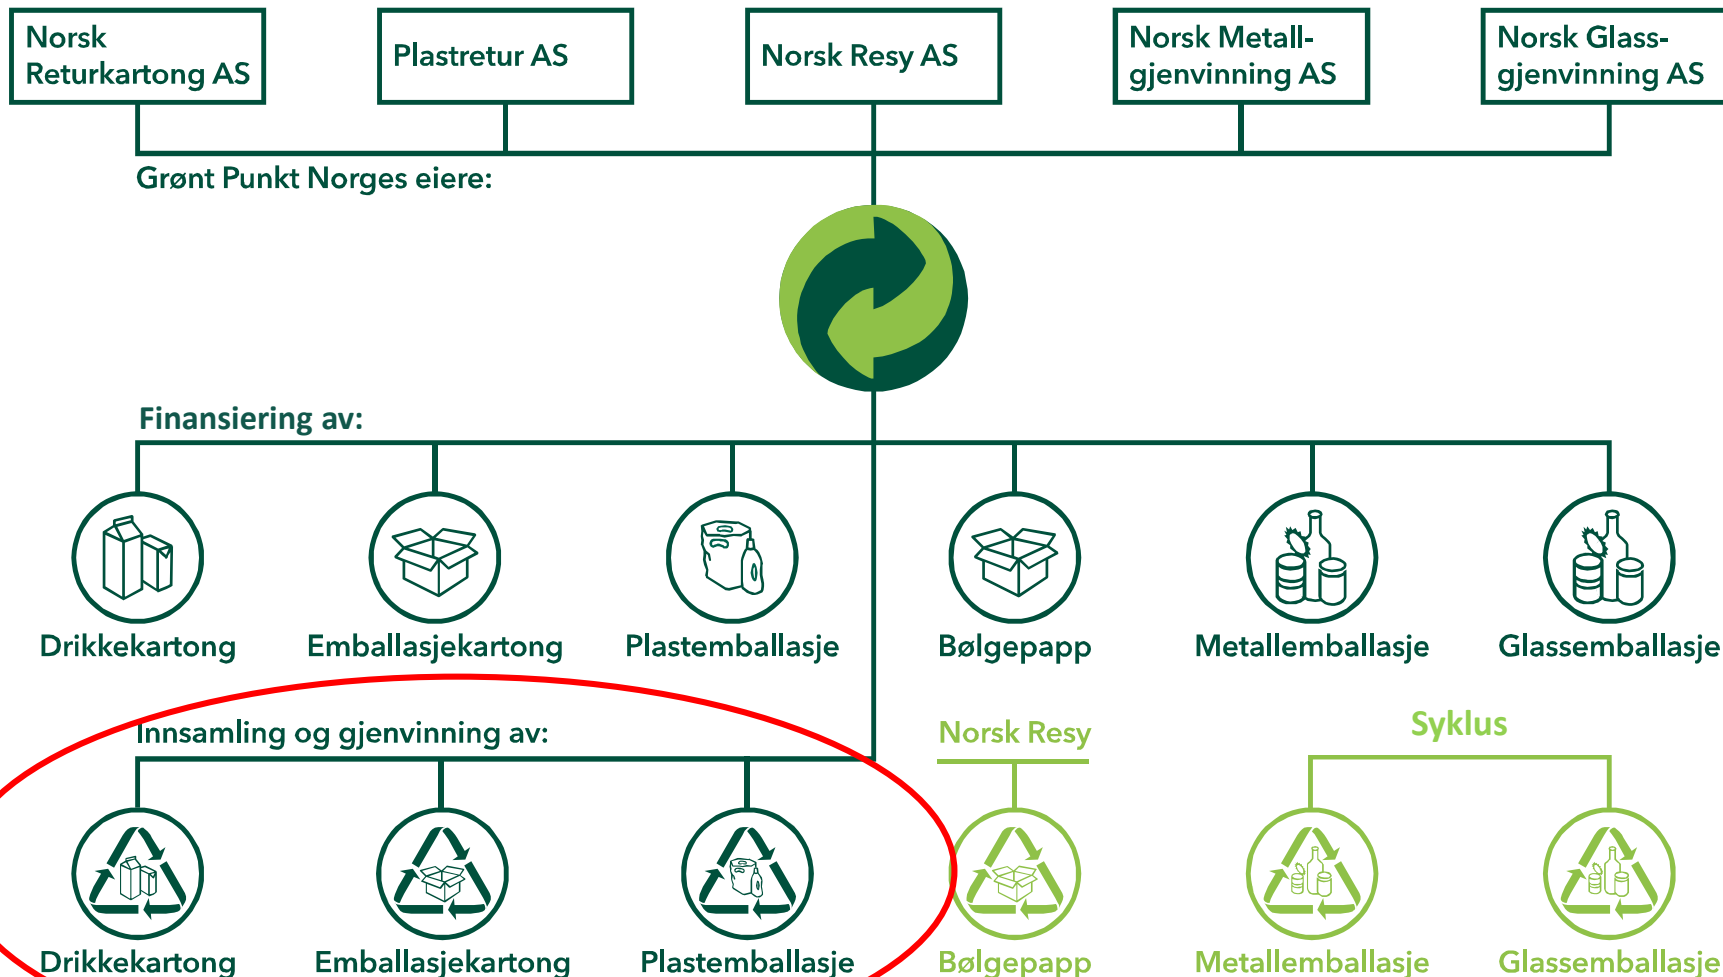 Norsk
Returkartong AS
Plastretur AS
Norsk Resy AS
Norsk Metall-
gjenvinning AS
Norsk Glass-
gjenvinning AS
Grønt Punkt Norges eiere:
Finansiering av:
Drikkekartong
Emballasjekartong
Plastemballasje
Bølgepapp
Metallemballasje
Glassemballasje
Innsamling og gjenvinning av:
Norsk Resy
Syklus
Drikkekartong
Emballasjekartong
Plastemballasje
Bølgepapp
Metallemballasje
Glassemballasje